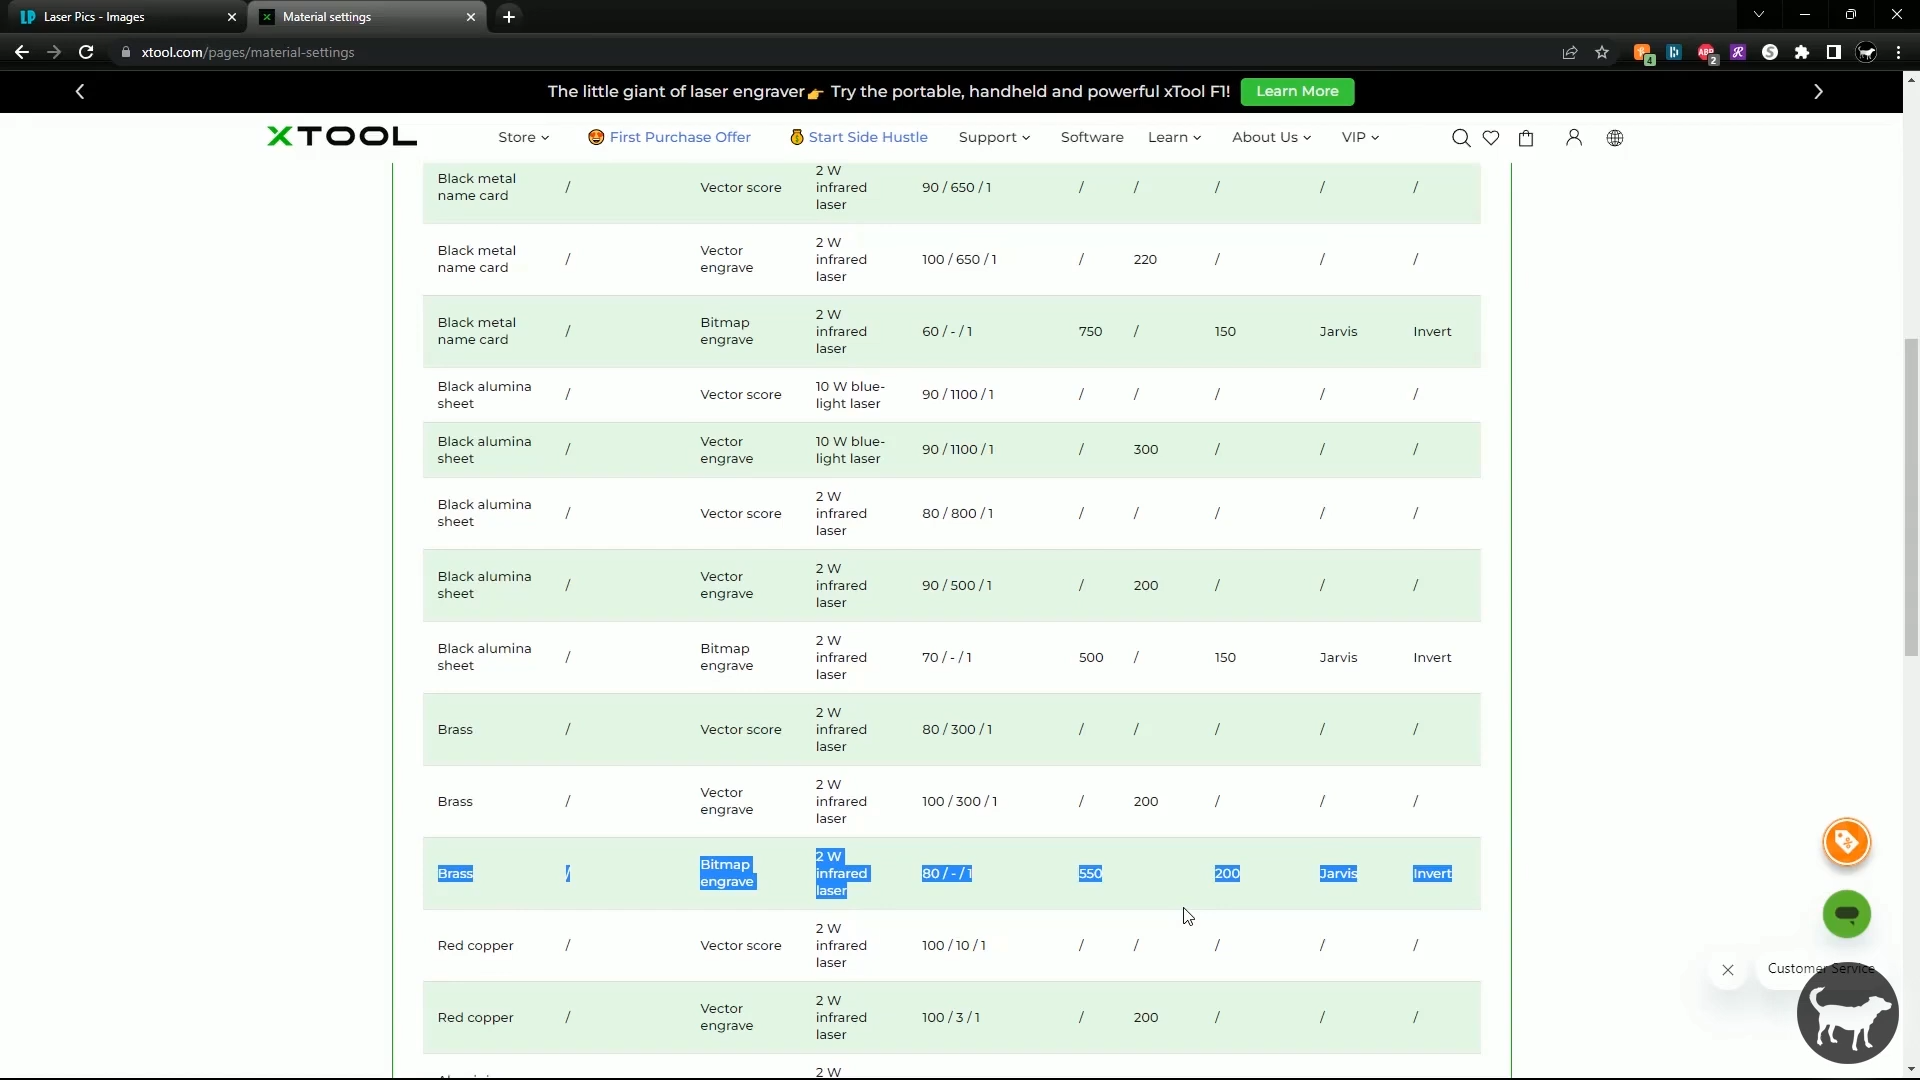 Laser Pics - Images
Material settings
xtool.com/pages/material-settings
4
ABP
2
The little giant of laser engraver👉 Try the portable, handheld and powerful xTool F1!
Learn More
XTOOL
Store
First Purchase Offer
Start Side Hustle
Support
Software
Learn
About Us
VIP
Black metal name card / Vector score 2 W infrared laser 90 / 650 / 1 / / / / /
Black metal name card / Vector engrave 2 W infrared laser 100 / 650 / 1 / 220 / / /
Black metal name card / Bitmap engrave 2 W infrared laser 60 / - / 1 750 / 150 Jarvis Invert
Black alumina sheet / Vector score 10 W blue-light laser 90 / 1100 / 1 / / / / /
Black alumina sheet / Vector engrave 10 W blue-light laser 90 / 1100 / 1 / 300 / / /
Black alumina sheet / Vector score 2 W infrared laser 80 / 800 / 1 / / / / /
Black alumina sheet / Vector engrave 2 W infrared laser 90 / 500 / 1 / 200 / / /
Black alumina sheet / Bitmap engrave 2 W infrared laser 70 / - / 1 500 / 150 Jarvis Invert
Brass / Vector score 2 W infrared laser 80 / 300 / 1 / / / / /
Brass / Vector engrave 2 W infrared laser 100 / 300 / 1 / 200 / / /
Brass / Bitmap engrave 2 W infrared laser 80 / - / 1 550 200 Jarvis Invert
Red copper / Vector score 2 W infrared laser 100 / 10 / 1 / / / / /
Red copper / Vector engrave 2 W infrared laser 100 / 3 / 1 / 200 / / /
2 W
Customer Service